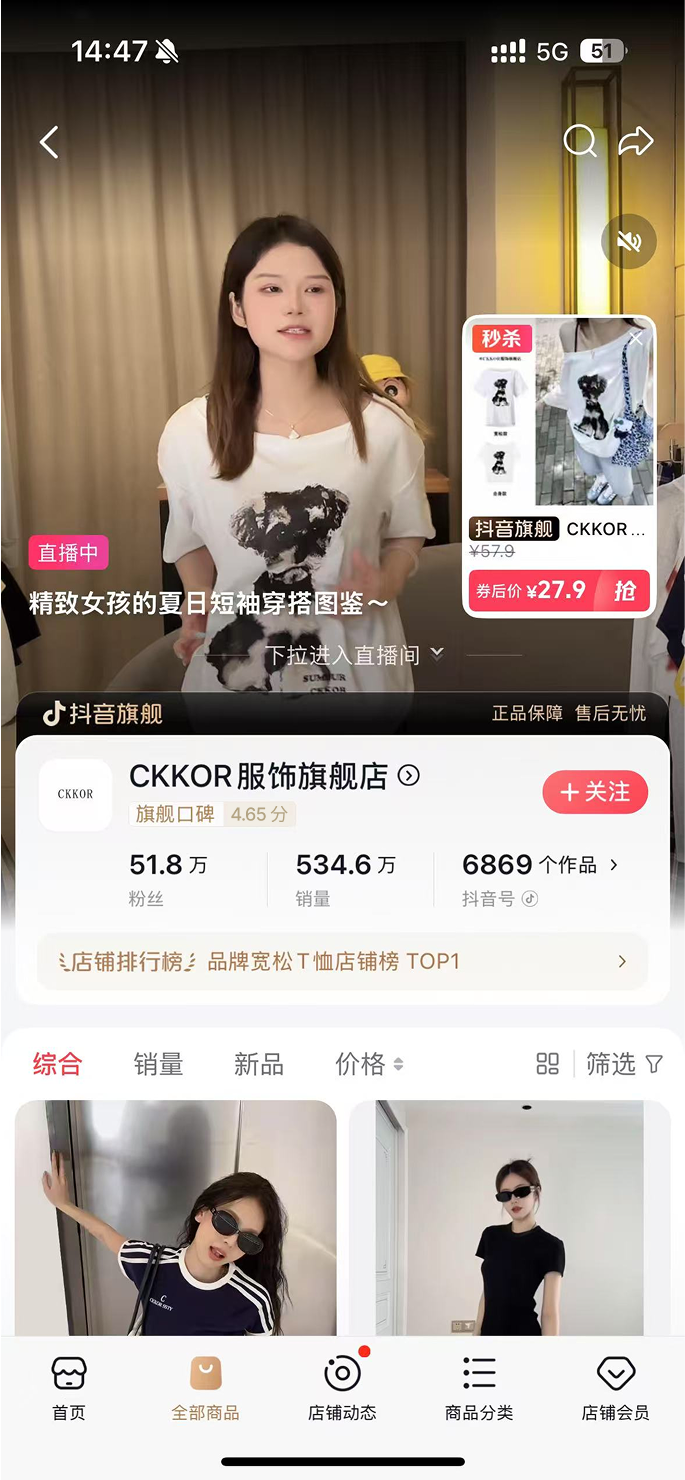 14:47
5G
51
秒杀
抖音旗舰 CKKOR...
¥57.9
券后价 ¥27.9 抢
直播中
精致女孩的夏日短袖穿搭图鉴～
下拉进入直播间
抖音旗舰
正品保障 售后无忧
CKKOR
CKKOR服饰旗舰店
旗舰口碑 4.65分
+关注
51.8万
粉丝
534.6万
销量
6869个作品
抖音号
店铺排行榜 品牌宽松T恤店铺榜 TOP1
综合
销量
新品
价格
筛选
首页
全部商品
店铺动态
商品分类
店铺会员